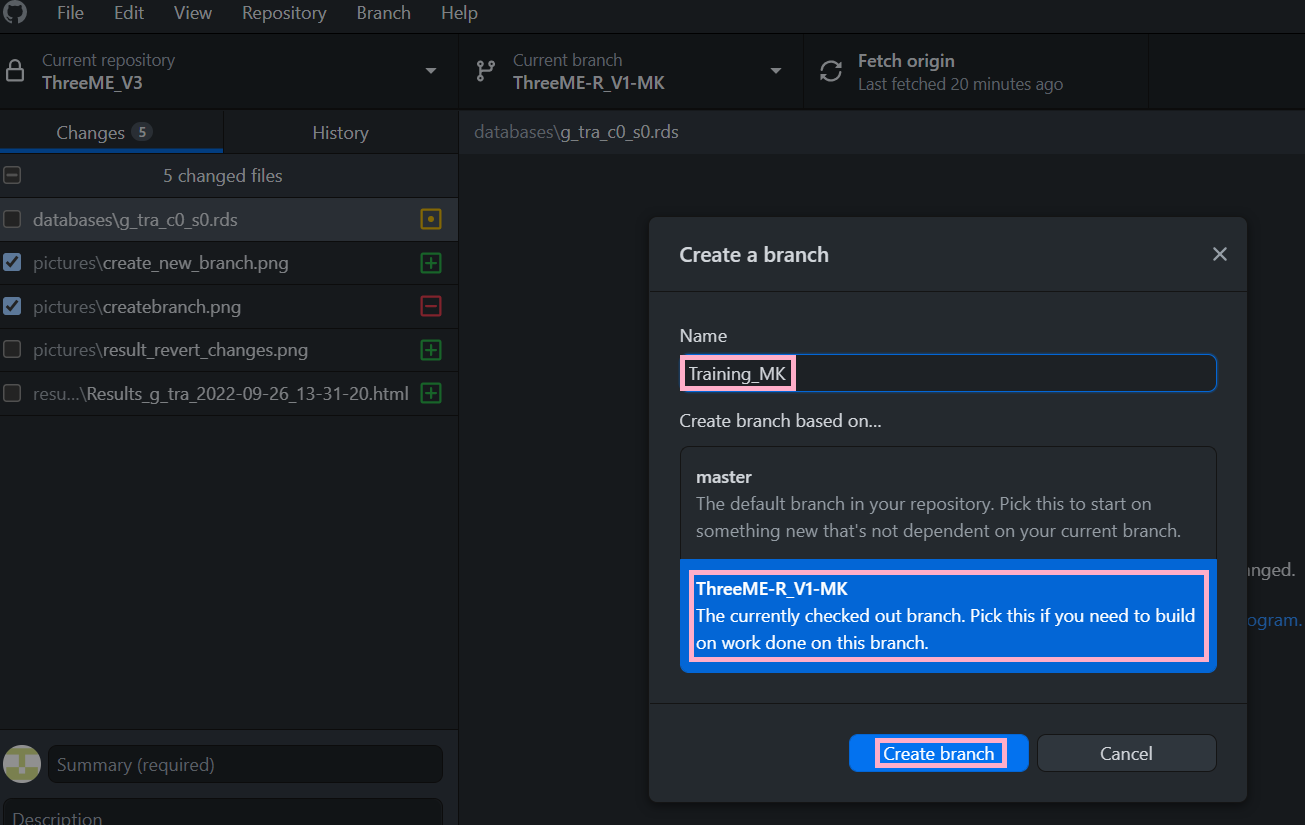 File Edit View Repository Branch Help
Current repository
ThreeME_V3
Current branch
ThreeME-R_V1-MK
Fetch origin
Last fetched 20 minutes ago
Changes 5 History
databases\g_tra_c0_s0.rds
5 changed files
databases\g_tra_c0_s0.rds
pictures\create_new_branch.png
pictures\createbranch.png
pictures\result_revert_changes.png
resu...\Results_g_tra_2022-09-26_13-31-20.html
Summary (required)
Description
Create a branch
Name
Training_MK
Create branch based on...
master
The default branch in your repository. Pick this to start on
something new that's not dependent on your current branch.
ThreeME-R_V1-MK
The currently checked out branch. Pick this if you need to build
on work done on this branch.
Create branch Cancel
anged.
ogram.